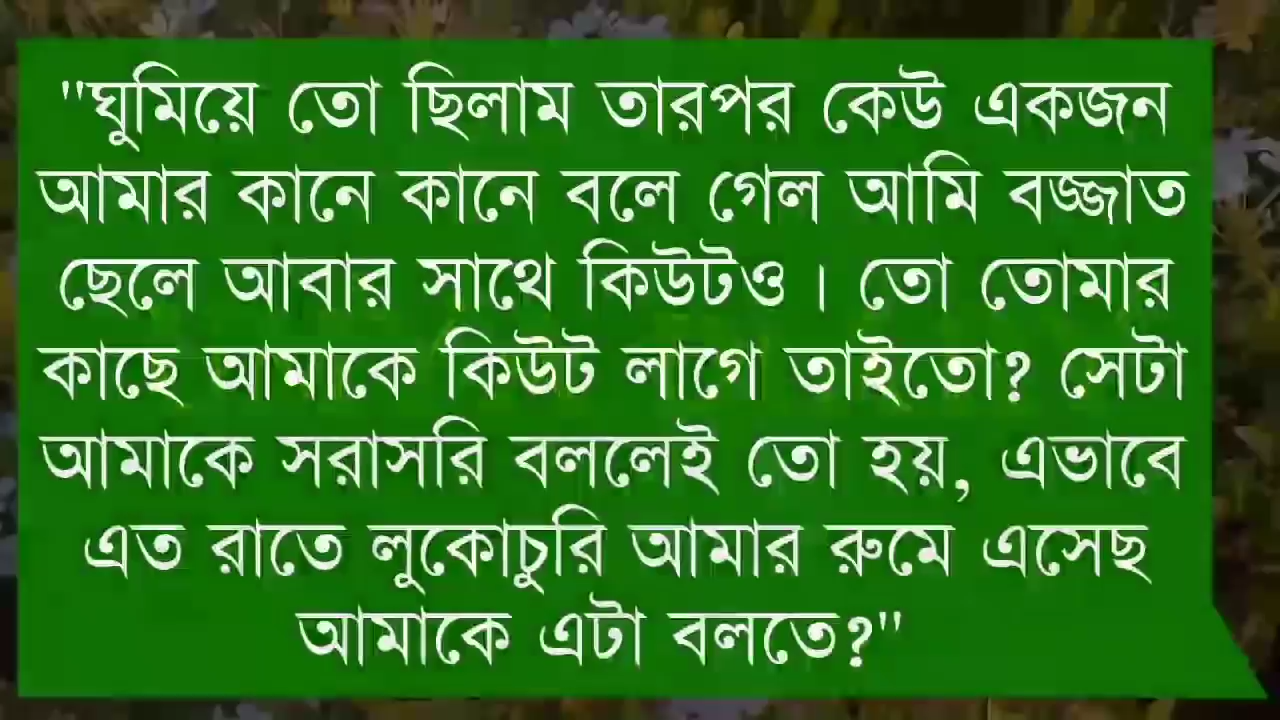 "ঘুমিয়ে তো ছিলাম তারপর কেউ একজন
আমার কানে কানে বলে গেল আমি বজ্জাত
ছেলে আবার সাথে কিউটও । তো তোমার
কাছে আমাকে কিউট লাগে তাইতো? সেটা
আমাকে সরাসরি বললেই তো হয়, এভাবে
এত রাতে লুকোচুরি আমার রুমে এসেছ
আমাকে এটা বলতে?"